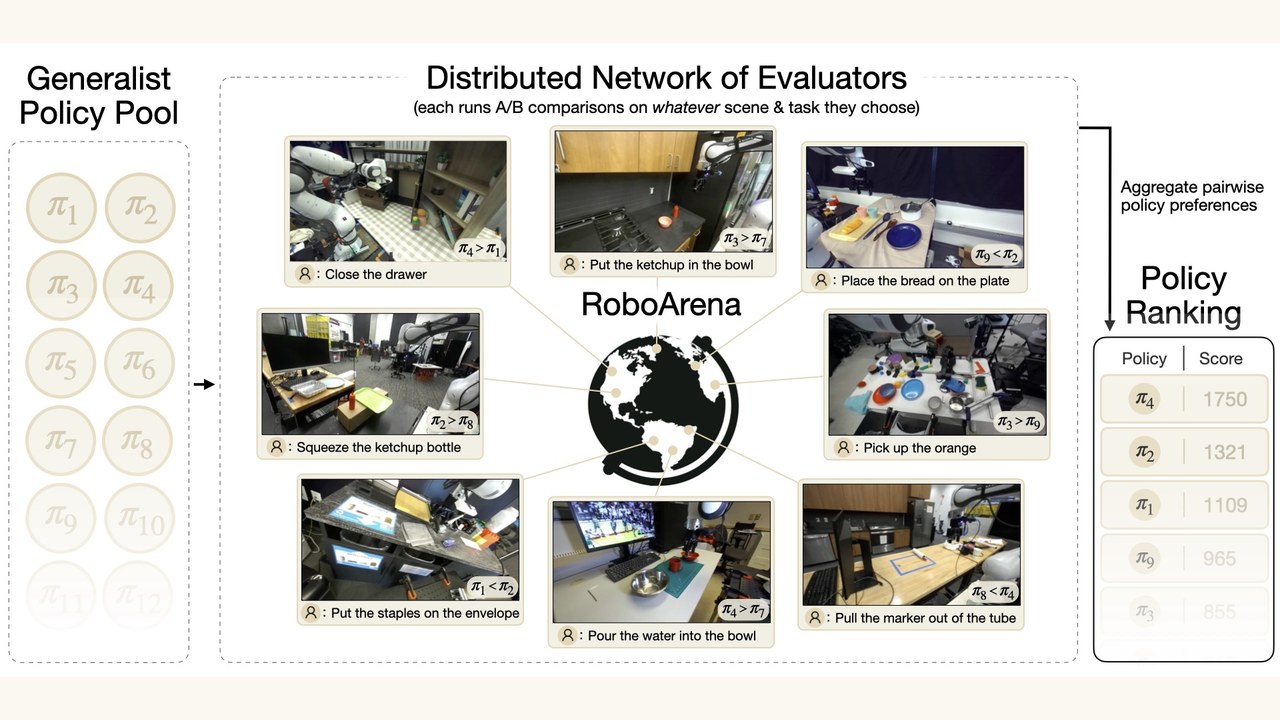 Generalist
Policy Pool
π1 π2
π3 π4
π5 π6
π7 π8
π9 π10
π11 π12
Distributed Network of Evaluators
(each runs A/B comparisons on whatever scene & task they choose)
π4 > π1
: Close the drawer
π3 > π7
: Put the ketchup in the bowl
π9 < π2
: Place the bread on the plate
RoboArena
π2 > π8
: Squeeze the ketchup bottle
π3 > π9
: Pick up the orange
π1 < π2
: Put the staples on the envelope
π4 > π7
: Pour the water into the bowl
π8 < π4
: Pull the marker out of the tube
Aggregate pairwise
policy preferences
Policy
Ranking
Policy Score
π4 1750
π2 1321
π1 1109
π9 965
π3 855